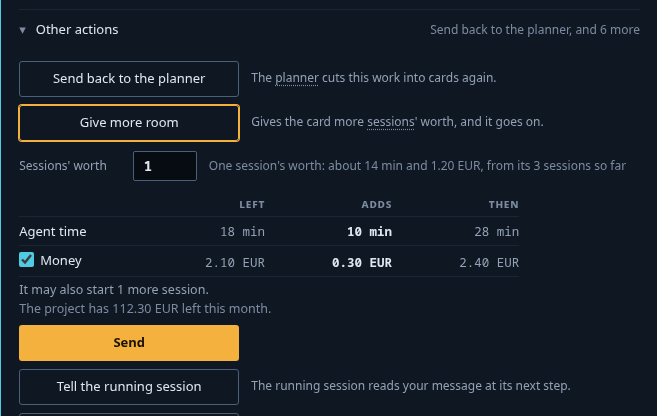 ▾ Other actions Send back to the planner, and 6 more
Send back to the planner The planner cuts this work into cards again.
Give more room Gives the card more sessions' worth, and it goes on.
Sessions' worth 1 One session's worth: about 14 min and 1.20 EUR, from its 3 sessions so far
LEFT ADDS THEN
Agent time 18 min 10 min 28 min
Money 2.10 EUR 0.30 EUR 2.40 EUR
It may also start 1 more session.
The project has 112.30 EUR left this month.
Send
Tell the running session The running session reads your message at its next step.